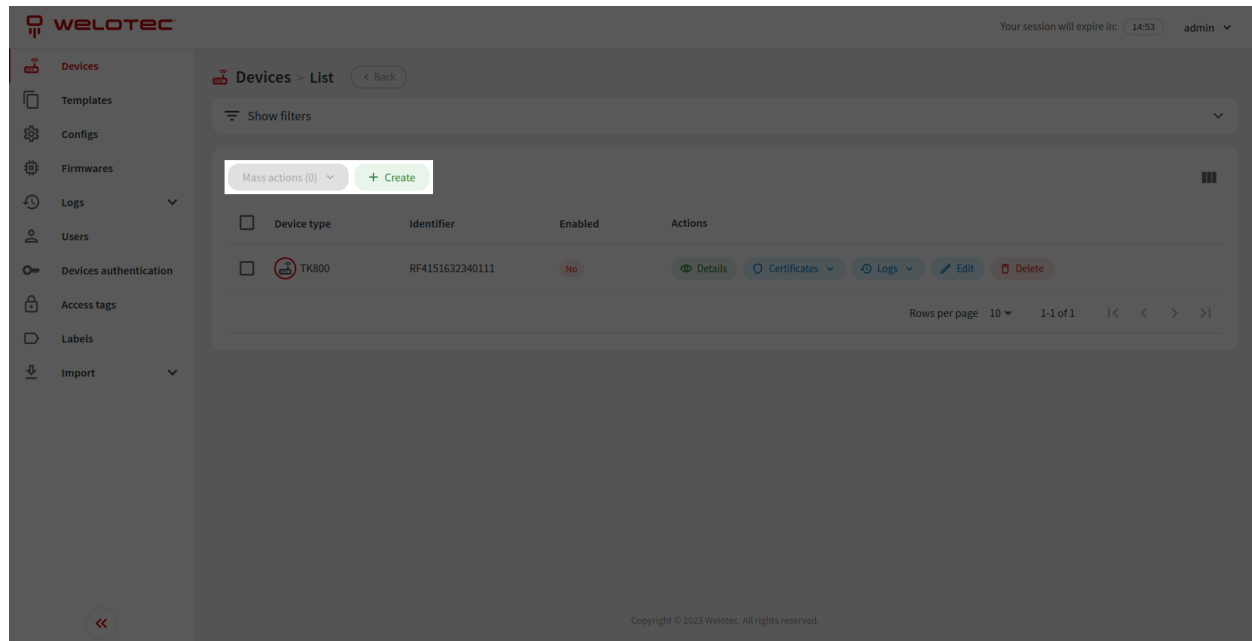 WELOTEC
Your session will expire in: 14:53 admin
Devices
Templates
Configs
Firmwares
Logs
Users
Devices authentication
Access tags
Labels
Import
Devices > List < Back
Show filters
Mass actions (0) + Create
Device type Identifier Enabled Actions
TK800 RF4151632340111 No Details Certificates Logs Edit Delete
Rows per page 10 1-1 of 1
Copyright © 2023 Welotec. All rights reserved.